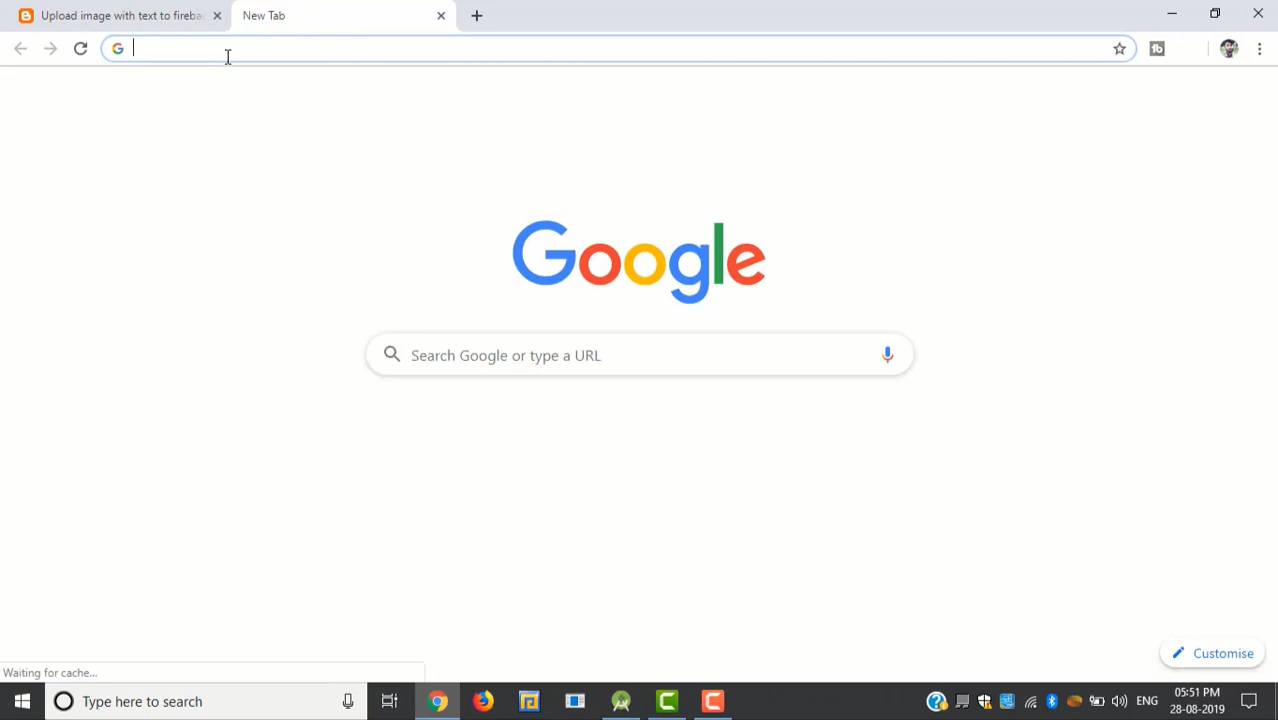 Upload image with text to fireba
New Tab
Google
Search Google or type a URL
Customise
Waiting for cache...
Type here to search
ENG
05:51 PM
28-08-2019